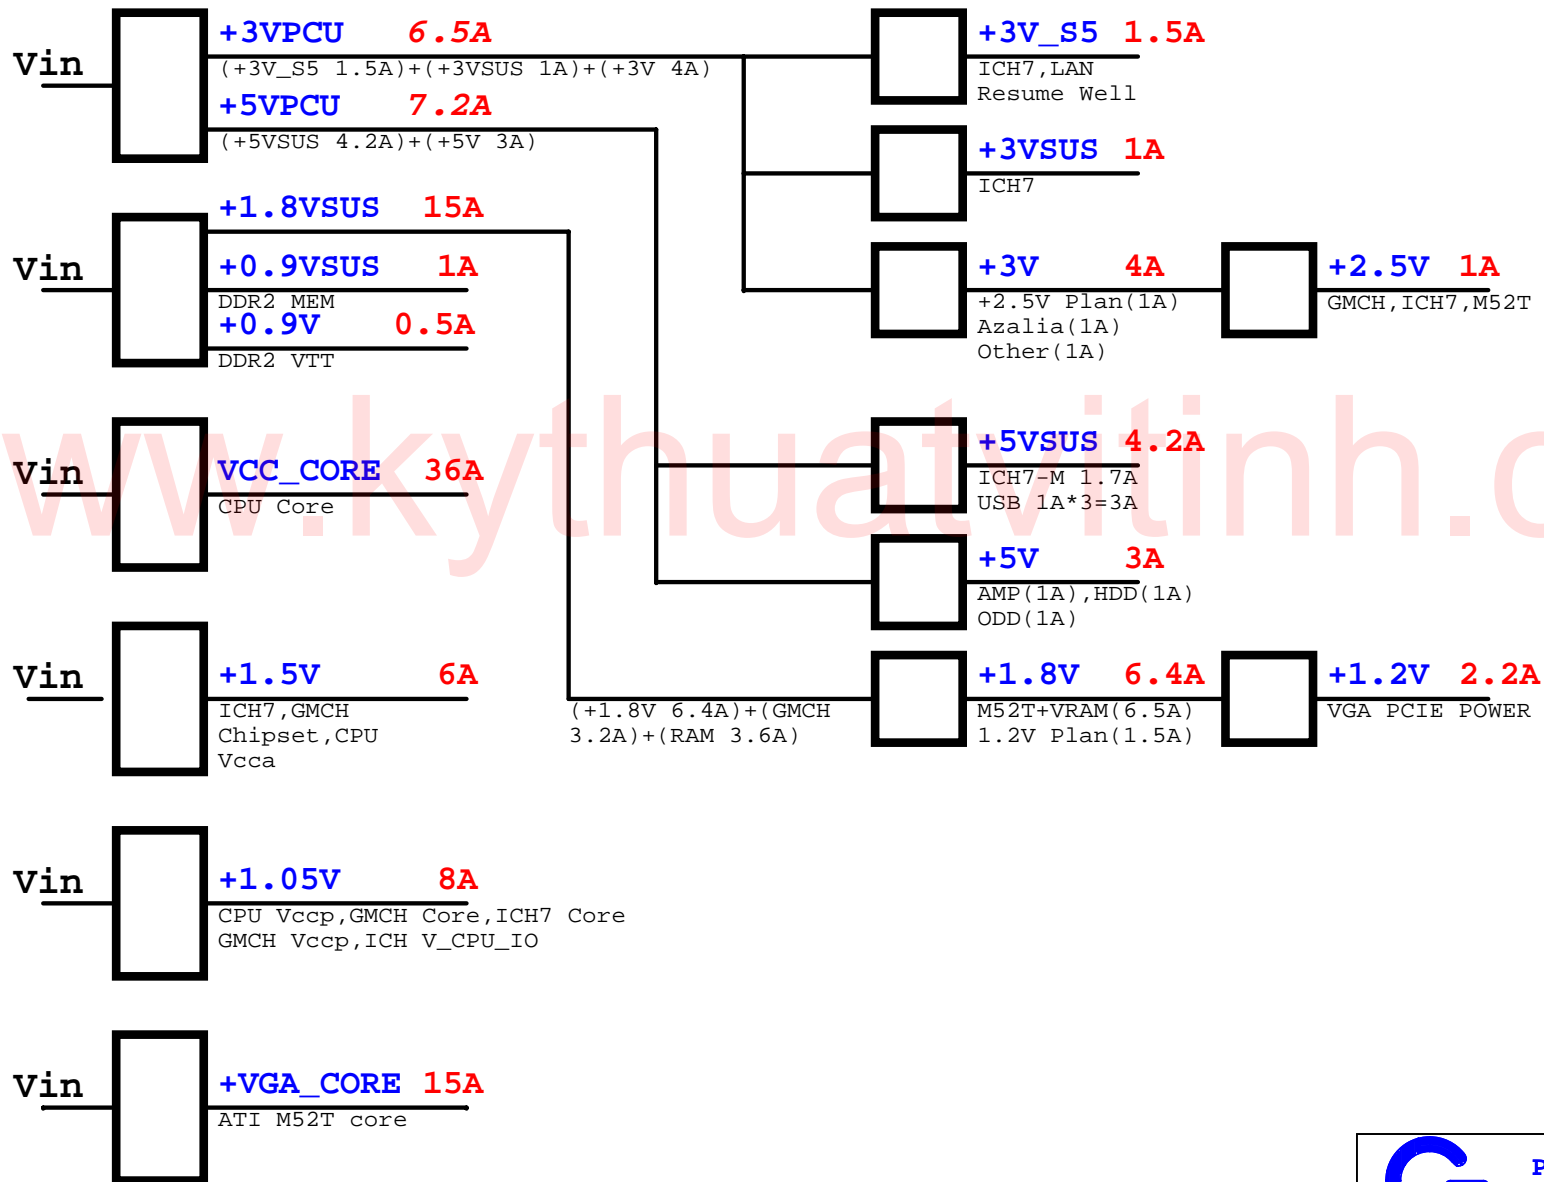 Vin
+3VPCU 6.5A
(+3V_S5 1.5A)+(+3VSUS 1A)+(+3V 4A)
+5VPCU 7.2A
(+5VSUS 4.2A)+(+5V 3A)
+3V_S5 1.5A
ICH7,LAN
Resume Well
+3VSUS 1A
ICH7
Vin
+1.8VSUS 15A
+0.9VSUS 1A
DDR2 MEM
+0.9V 0.5A
DDR2 VTT
+3V 4A
+2.5V Plan(1A)
Azalia(1A)
Other(1A)
+2.5V 1A
GMCH,ICH7,M52T
www.kythuatvitinh.c
Vin
VCC_CORE 36A
CPU Core
+5VSUS 4.2A
ICH7-M 1.7A
USB 1A*3=3A
+5V 3A
AMP(1A),HDD(1A)
ODD(1A)
Vin
+1.5V 6A
ICH7,GMCH
Chipset,CPU
Vcca
(+1.8V 6.4A)+(GMCH
3.2A)+(RAM 3.6A)
+1.8V 6.4A
M52T+VRAM(6.5A)
1.2V Plan(1.5A)
+1.2V 2.2A
VGA PCIE POWER
Vin
+1.05V 8A
CPU Vccp,GMCH Core,ICH7 Core
GMCH Vccp,ICH V_CPU_IO
Vin
+VGA_CORE 15A
ATI M52T core
P